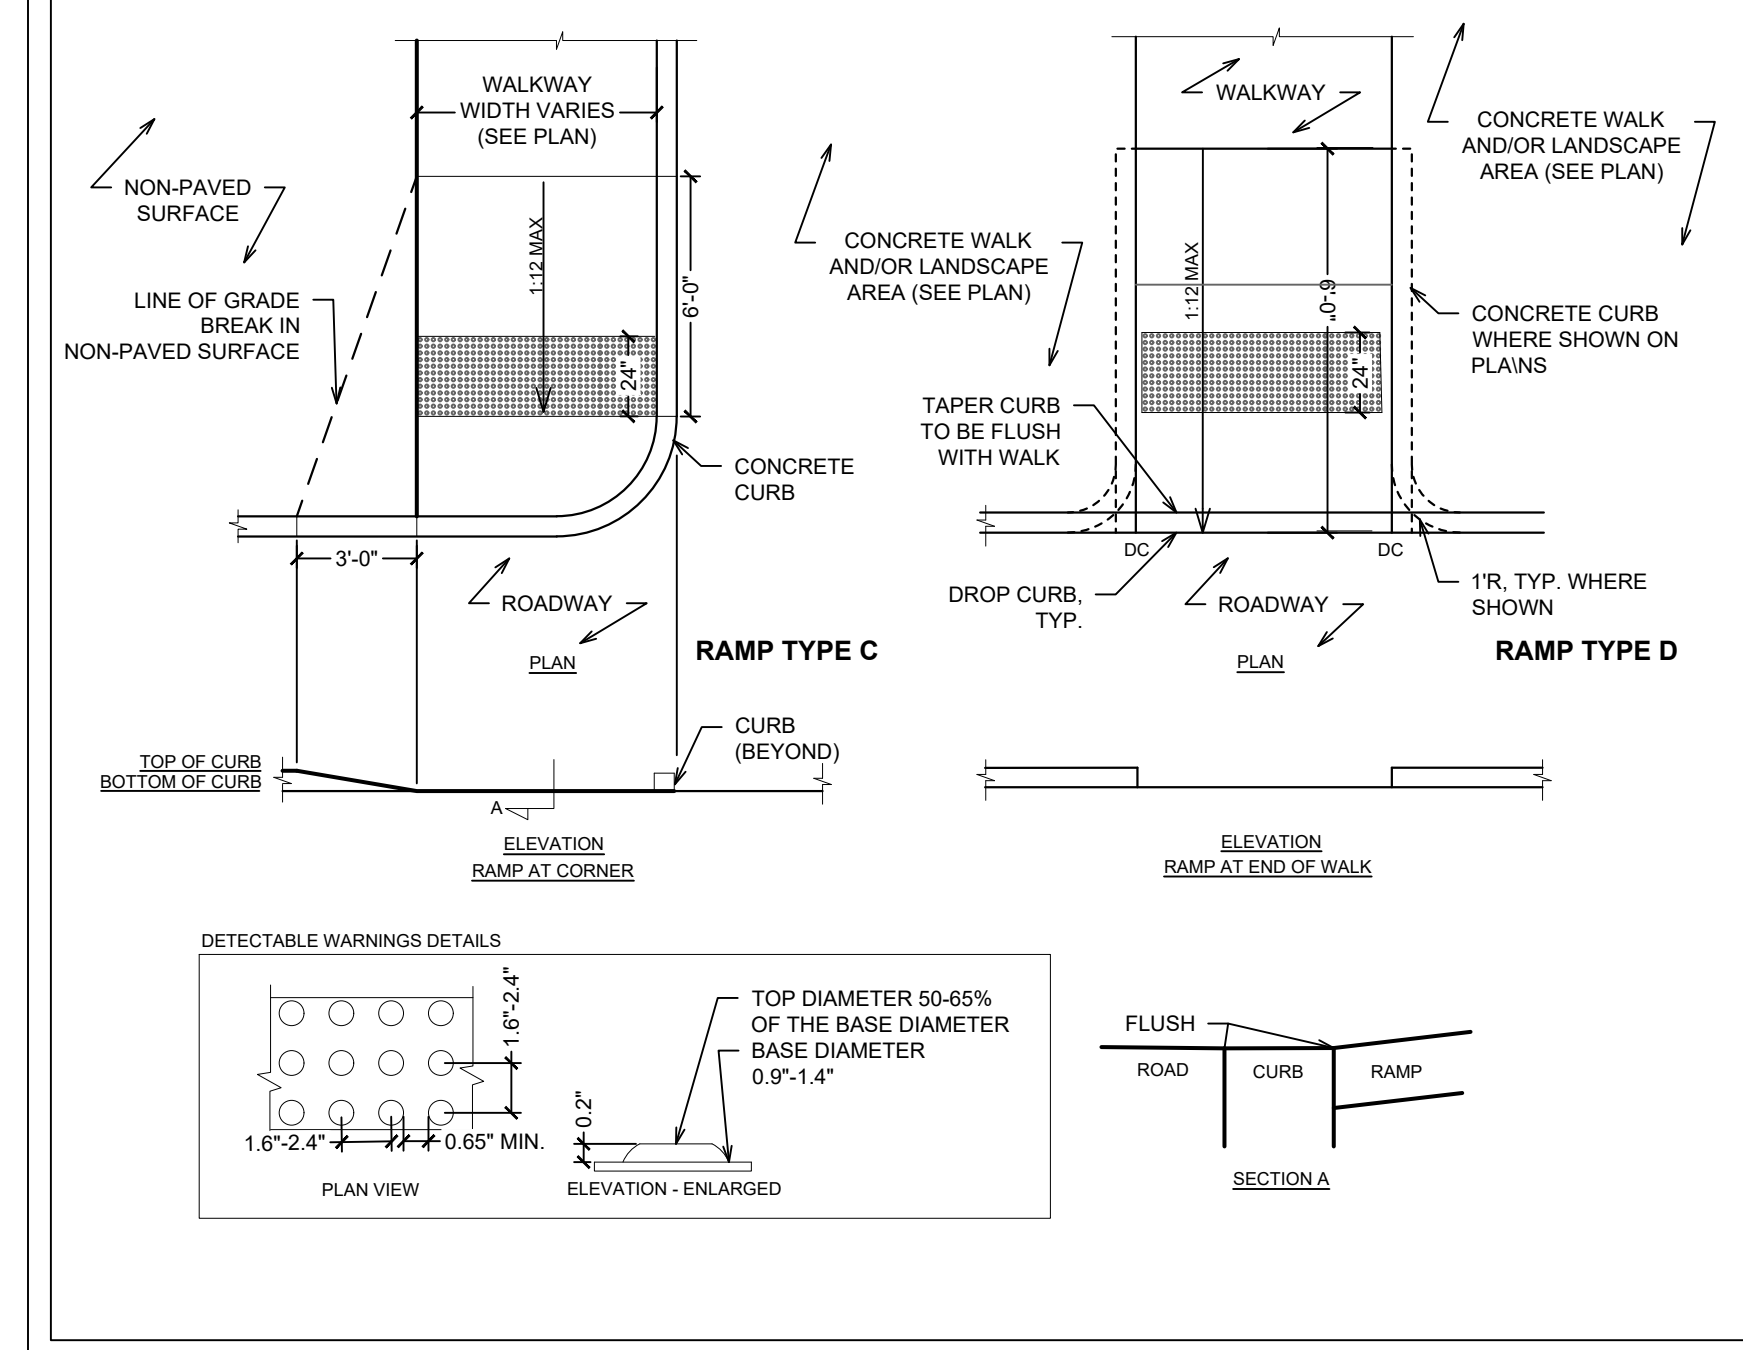 WALKWAY
WIDTH VARIES
(SEE PLAN)
NON-PAVED
SURFACE
LINE OF GRADE
BREAK IN
NON-PAVED SURFACE
1:12 MAX
6'-0"
24"
CONCRETE WALK
AND/OR LANDSCAPE
AREA (SEE PLAN)
CONCRETE
CURB
3'-0"
ROADWAY
PLAN
RAMP TYPE C
TOP OF CURB
BOTTOM OF CURB
CURB
(BEYOND)
A
ELEVATION
RAMP AT CORNER
WALKWAY
CONCRETE WALK
AND/OR LANDSCAPE
AREA (SEE PLAN)
1:12 MAX
6'-0"
24"
CONCRETE CURB
WHERE SHOWN ON
PLA\NS
TAPER CURB
TO BE FLUSH
WITH WALK
DC
DC
DROP CURB,
TYP.
ROADWAY
1'R, TYP. WHERE
SHOWN
PLAN
RAMP TYPE D
ELEVATION
RAMP AT END OF WALK
DETECTABLE WARNINGS DETAILS
1.6"-2.4"
1.6"-2.4"
0.65" MIN.
PLAN VIEW
TOP DIAMETER 50-65%
OF THE BASE DIAMETER
BASE DIAMETER
0.9"-1.4"
0.2"
ELEVATION - ENLARGED
FLUSH
ROAD
CURB
RAMP
SECTION A